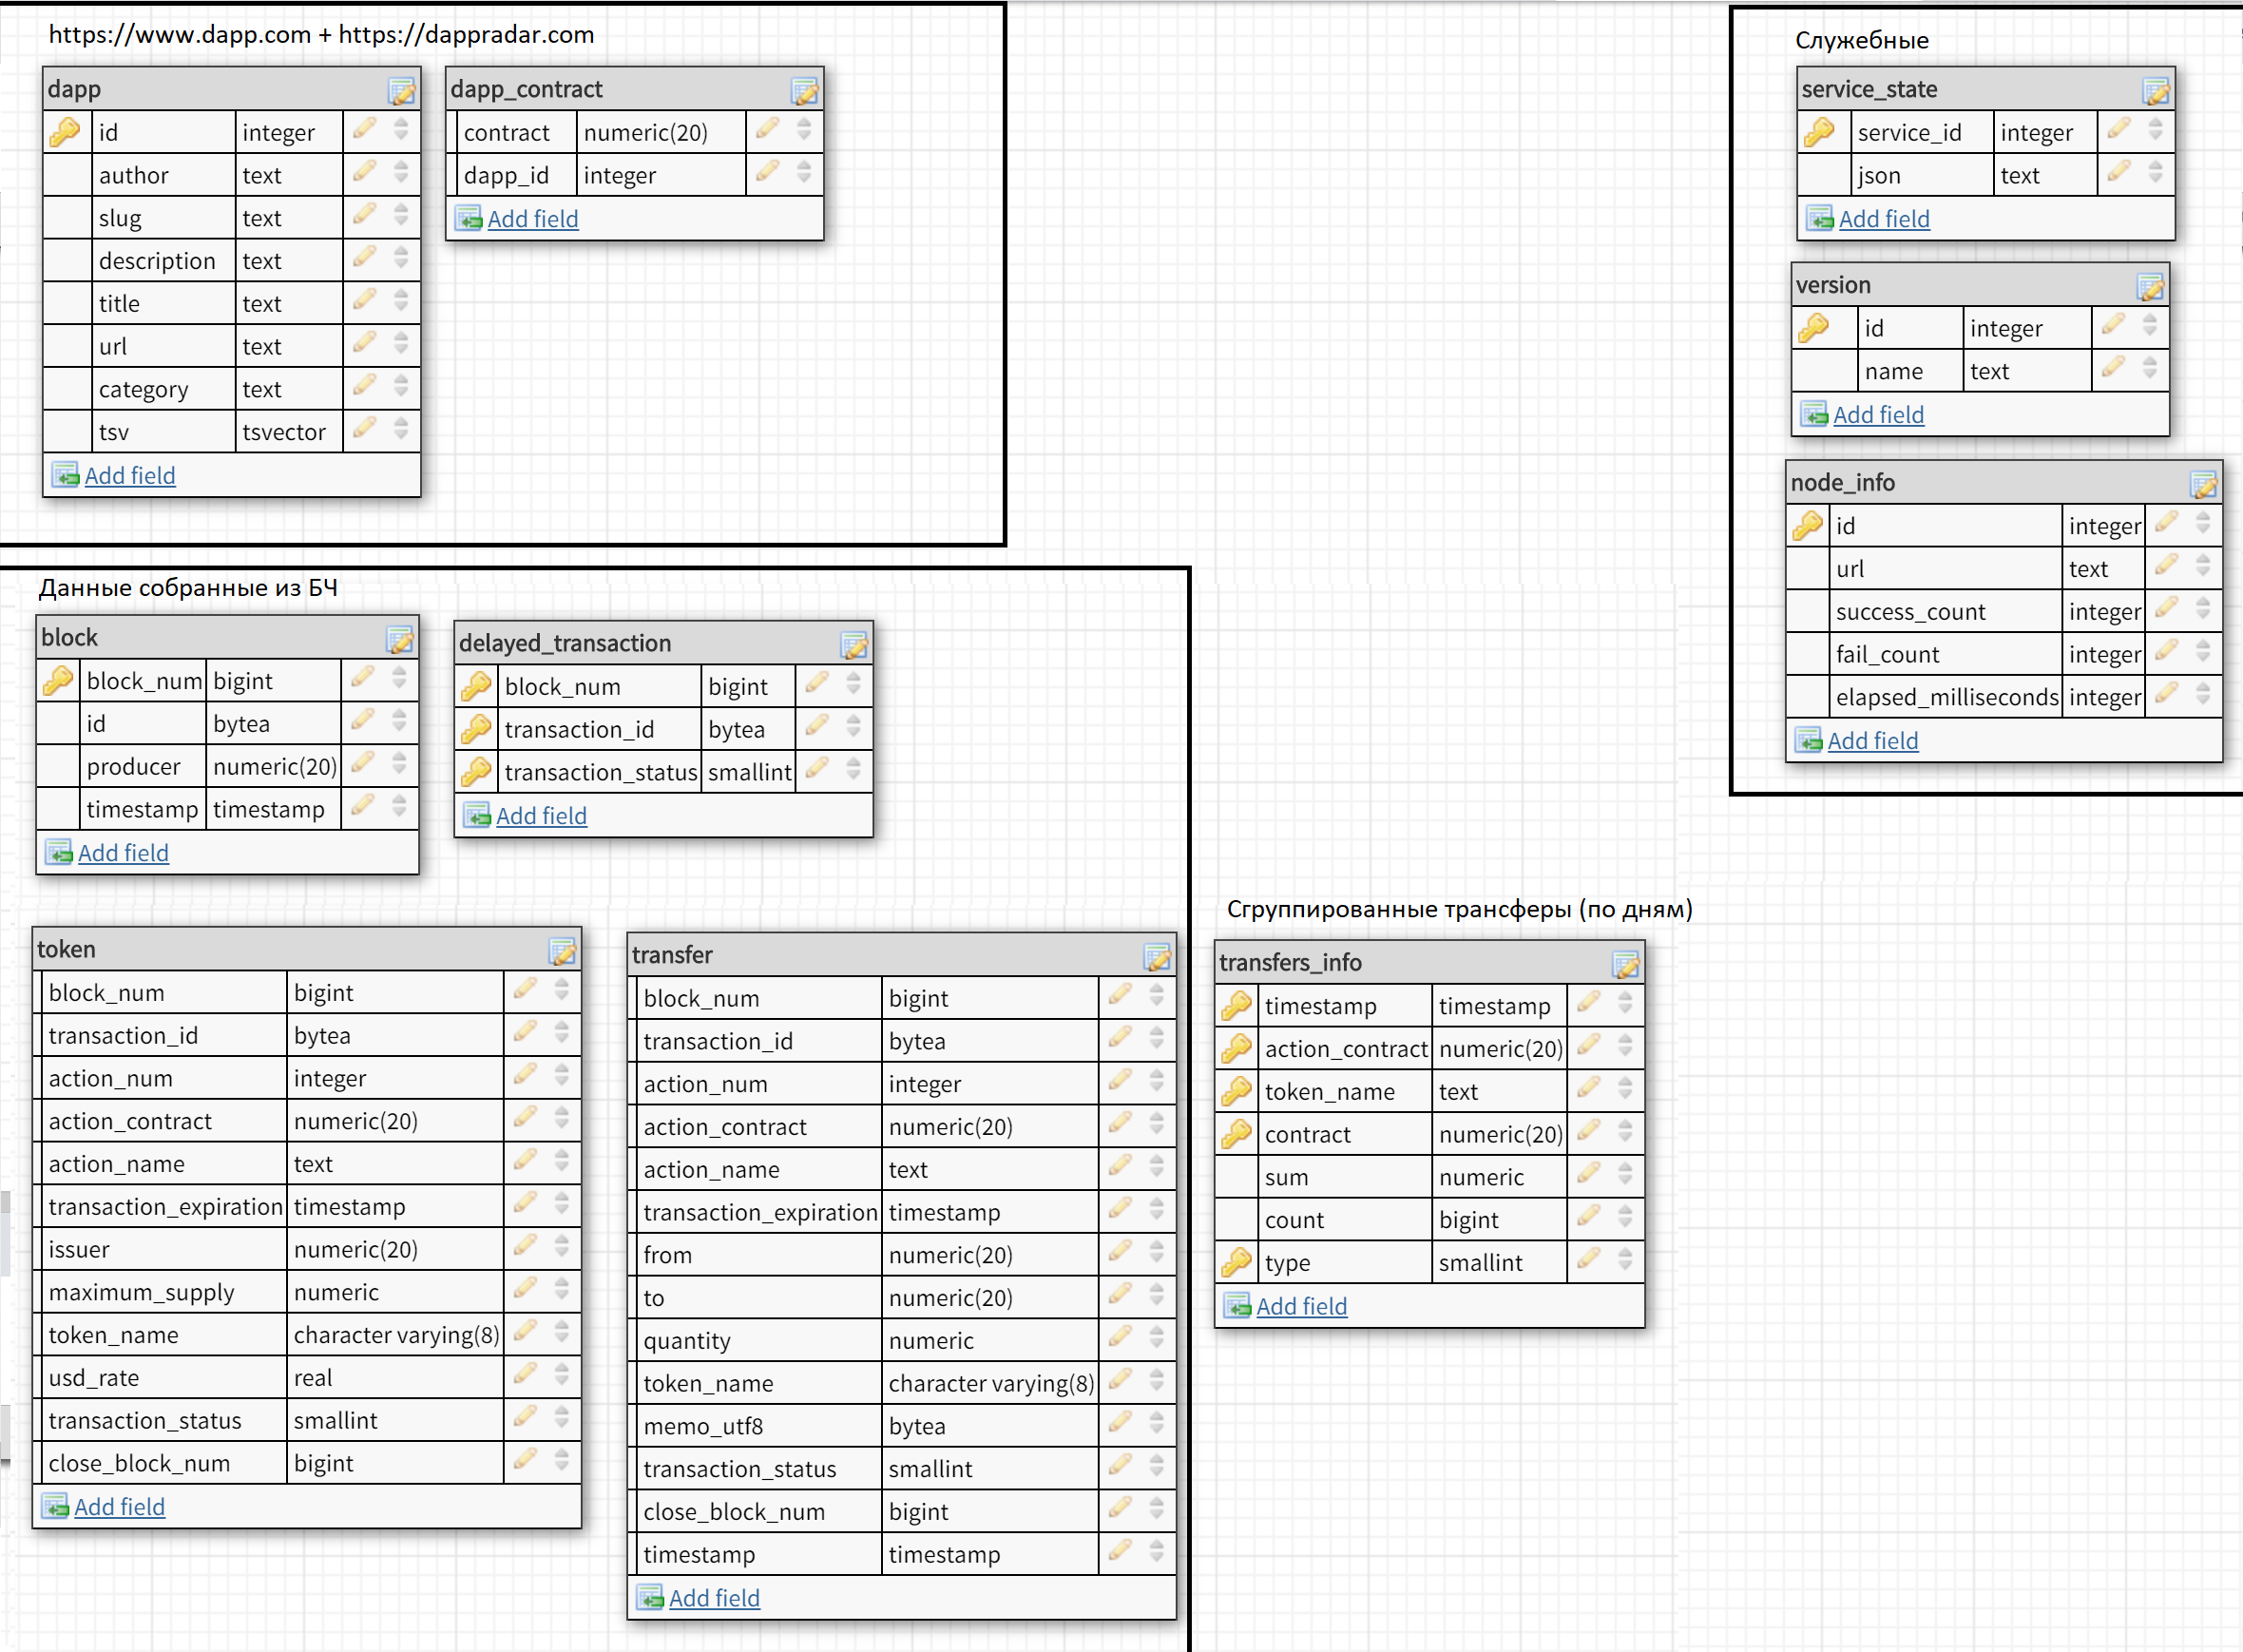 https://www.dapp.com + https://dappradar.com
dapp
id integer
author text
slug text
description text
title text
url text
category text
tsv tsvector
Add field
dapp_contract
contract numeric(20)
dapp_id integer
Add field
Служебные
service_state
service_id integer
json text
Add field
version
id integer
name text
Add field
node_info
id integer
url text
success_count integer
fail_count integer
elapsed_milliseconds integer
Add field
Данные собранные из БЧ
block
block_num bigint
id bytea
producer numeric(20)
timestamp timestamp
Add field
delayed_transaction
block_num bigint
transaction_id bytea
transaction_status smallint
Add field
token
block_num bigint
transaction_id bytea
action_num integer
action_contract numeric(20)
action_name text
transaction_expiration timestamp
issuer numeric(20)
maximum_supply numeric
token_name character varying(8)
usd_rate real
transaction_status smallint
close_block_num bigint
Add field
transfer
block_num bigint
transaction_id bytea
action_num integer
action_contract numeric(20)
action_name text
transaction_expiration timestamp
from numeric(20)
to numeric(20)
quantity numeric
token_name character varying(8)
memo_utf8 bytea
transaction_status smallint
close_block_num bigint
timestamp timestamp
Add field
Сгруппированные трансферы (по дням)
transfers_info
timestamp timestamp
action_contract numeric(20)
token_name text
contract numeric(20)
sum numeric
count bigint
type smallint
Add field